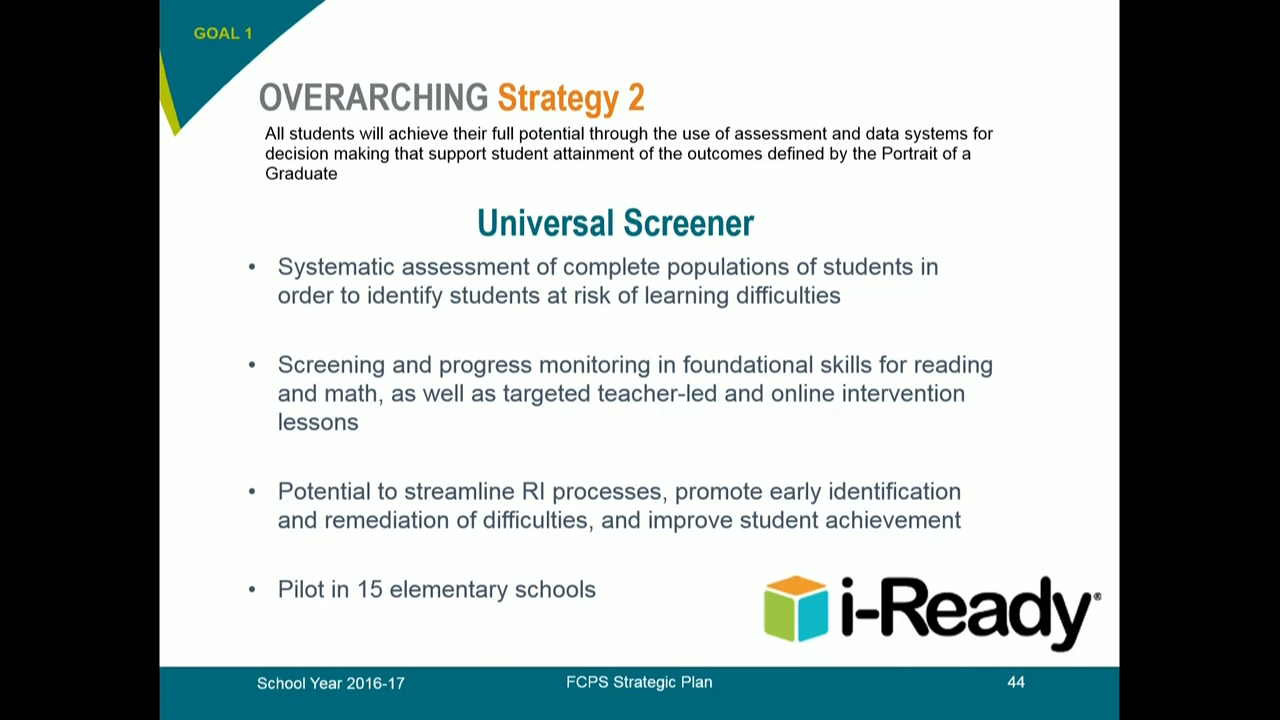 GOAL 1
OVERARCHING Strategy 2
All students will achieve their full potential through the use of assessment and data systems for
decision making that support student attainment of the outcomes defined by the Portrait of a
Graduate
Universal Screener
• Systematic assessment of complete populations of students in
order to identify students at risk of learning difficulties
• Screening and progress monitoring in foundational skills for reading
and math, as well as targeted teacher-led and online intervention
lessons
• Potential to streamline RI processes, promote early identification
and remediation of difficulties, and improve student achievement
• Pilot in 15 elementary schools
i-Ready®
School Year 2016-17 FCPS Strategic Plan 44